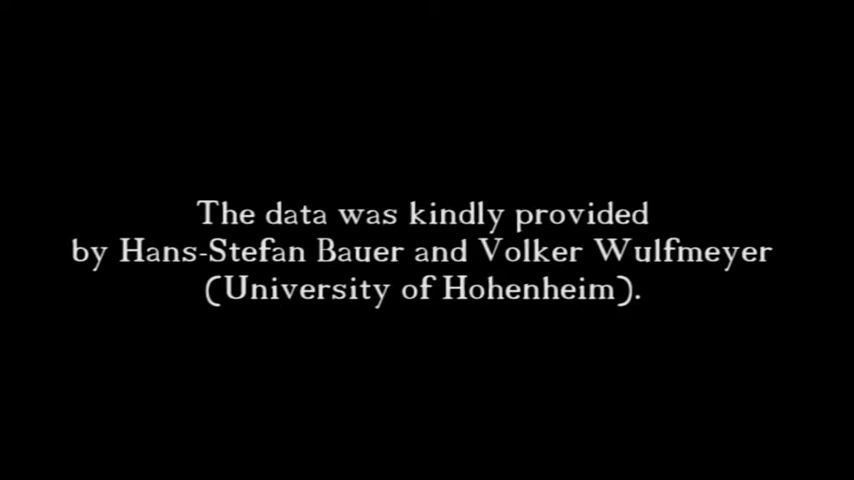 The data was kindly provided
by Hans-Stefan Bauer and Volker Wulfmeyer
(University of Hohenheim).